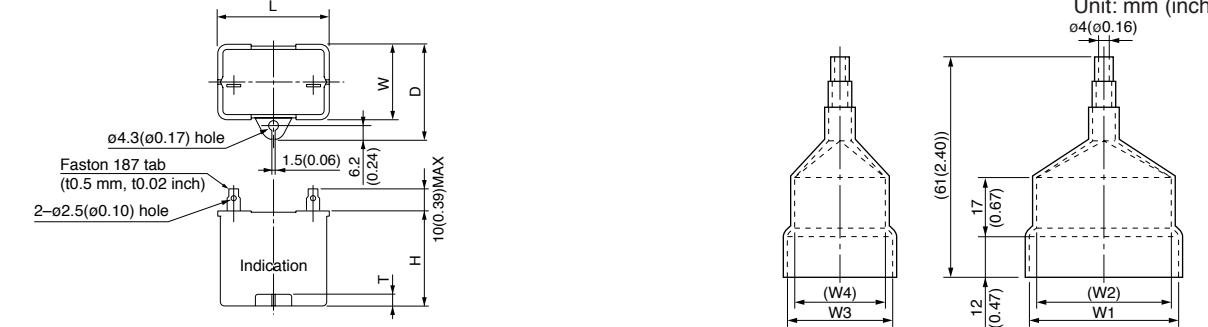 L
W
D
ø4.3(ø0.17) hole
1.5(0.06)
6.2
(0.24)
Faston 187 tab
(t0.5 mm, t0.02 inch)
2–ø2.5(ø0.10) hole
10(0.39)MAX
Indication
H
T
Unit: mm (inch
ø4(ø0.16)
(61(2.40))
17
(0.67)
12
(0.47)
(W4)
W3
(W2)
W1